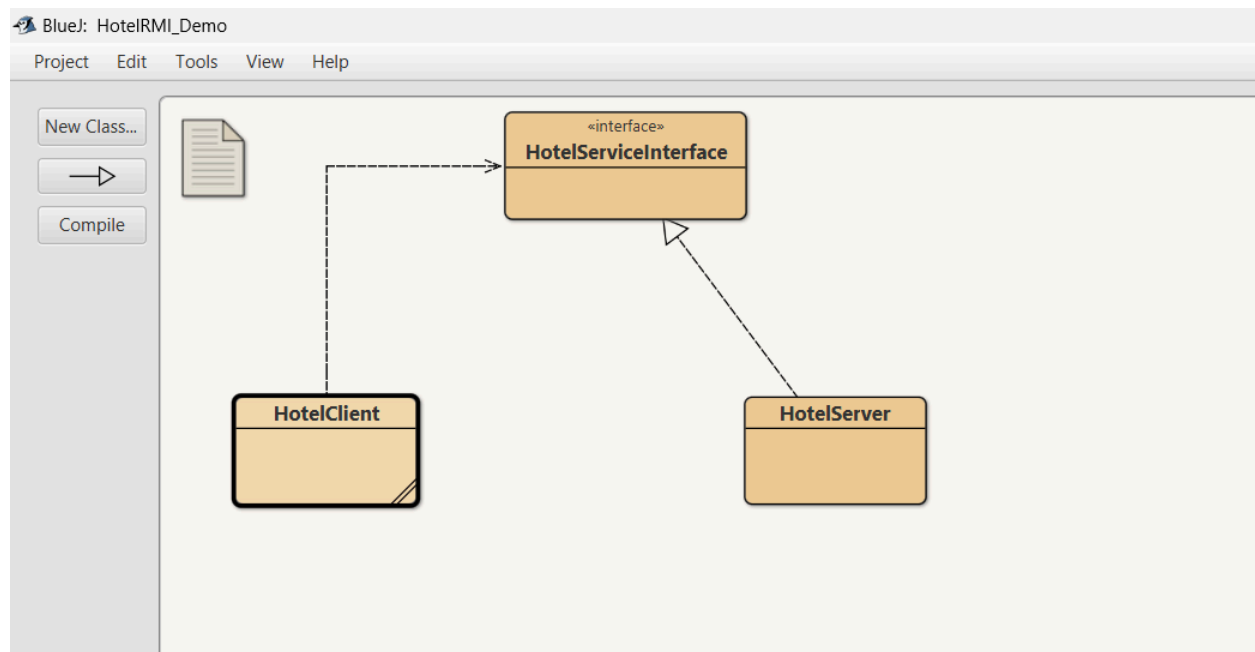 BlueJ: HotelRMI_Demo
Project Edit Tools View Help
New Class...
Compile
«interface»
HotelServiceInterface
HotelClient
HotelServer